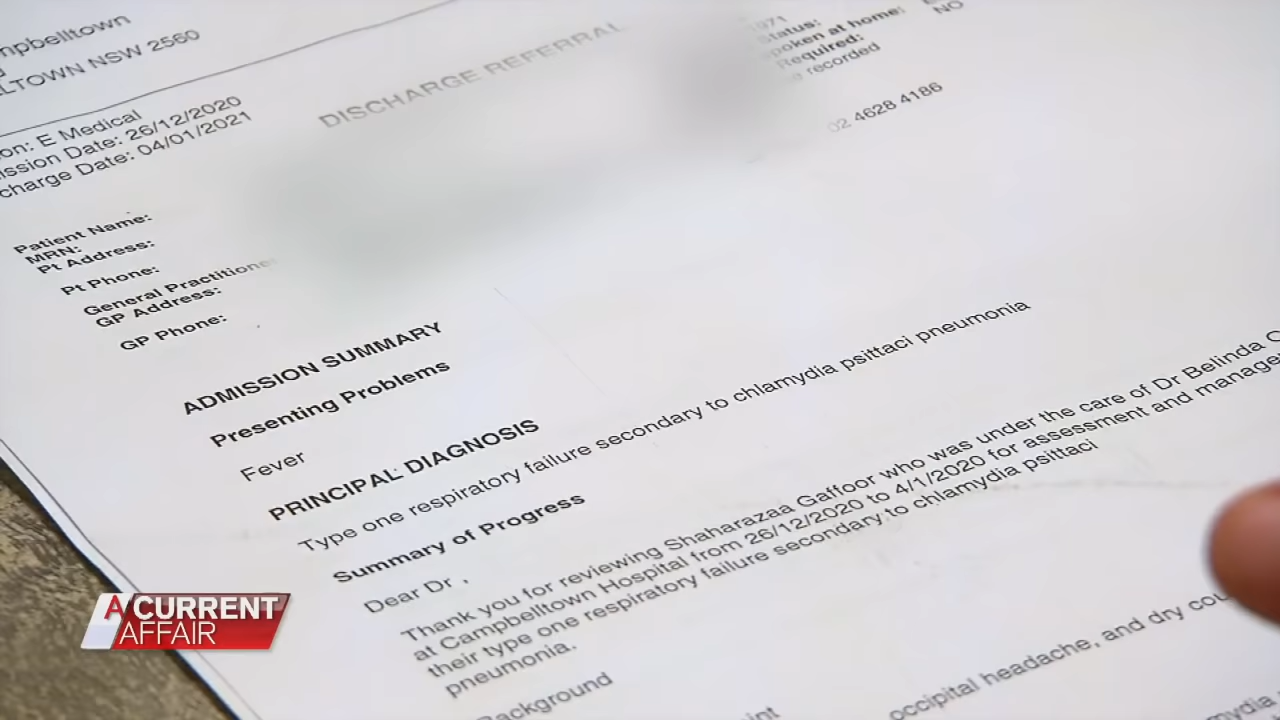 mpbelltown
LTOWN NSW 2560
DISCHARGE REFERRAL
1971
Status:
spoken at home:
Required:
NO
recorded
02 4628 4186
on: E Medical
ission Date: 26/12/2020
charge Date: 04/01/2021
Patient Name:
MRN:
Pt Address:
Pt Phone:
General Practitione
GP Address:
GP Phone:
ADMISSION SUMMARY
Presenting Problems
Fever
PRINCIPAL DIAGNOSIS
Type one respiratory failure secondary to chlamydia psittaci pneumonia
Summary of Progress
Dear Dr ,
Thank you for reviewing Shaharazaa Gaffoor who was under the care of Dr Belinda
at Campbelltown Hospital from 26/12/2020 to 4/1/2020 for assessment and manage
their type one respiratory failure secondary to chlamydia psittaci
pneumonia.
Background
occipital headache, and dry cou
A CURRENT
AFFAIR